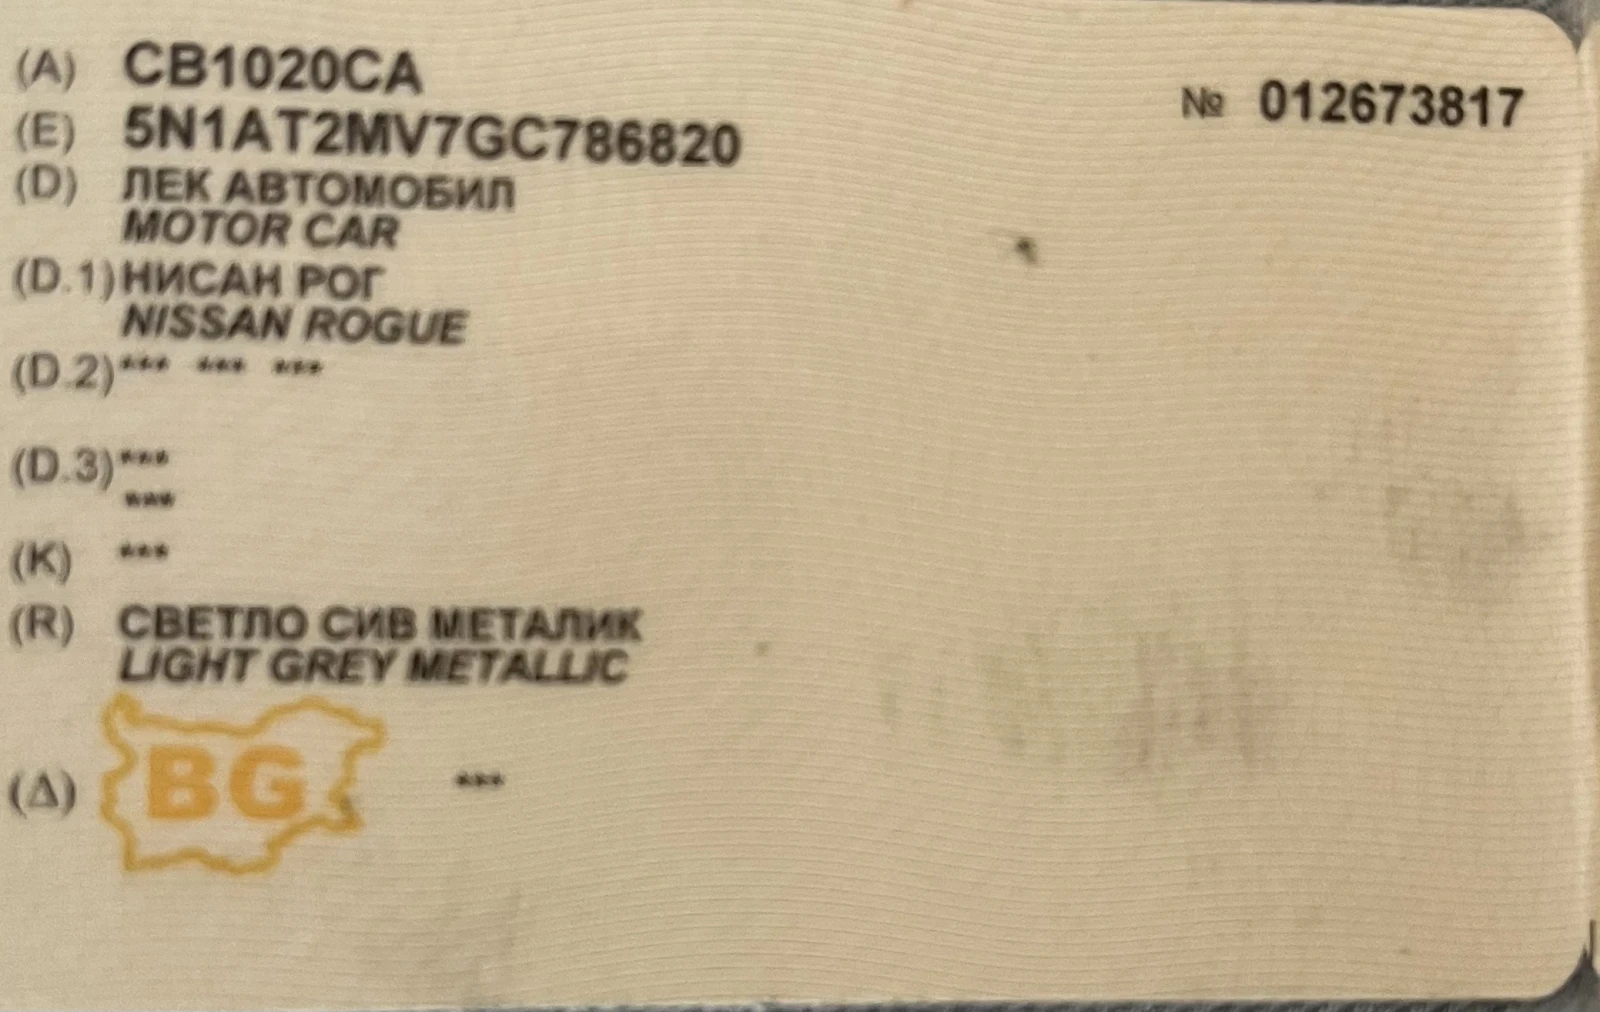 (A) СВ1020СА
№ 012673817
(E) 5N1AT2MV7GC786820
(D) ЛЕК АВТОМОБИЛ
MOTOR CAR
(D.1) НИСАН РОГ
NISSAN ROGUE
(D.2) *** *** ***
(D.3) ***
***
(K) ***
(R) СВЕТЛО СИВ МЕТАЛИК
LIGHT GREY METALLIC
(Δ) BG ***